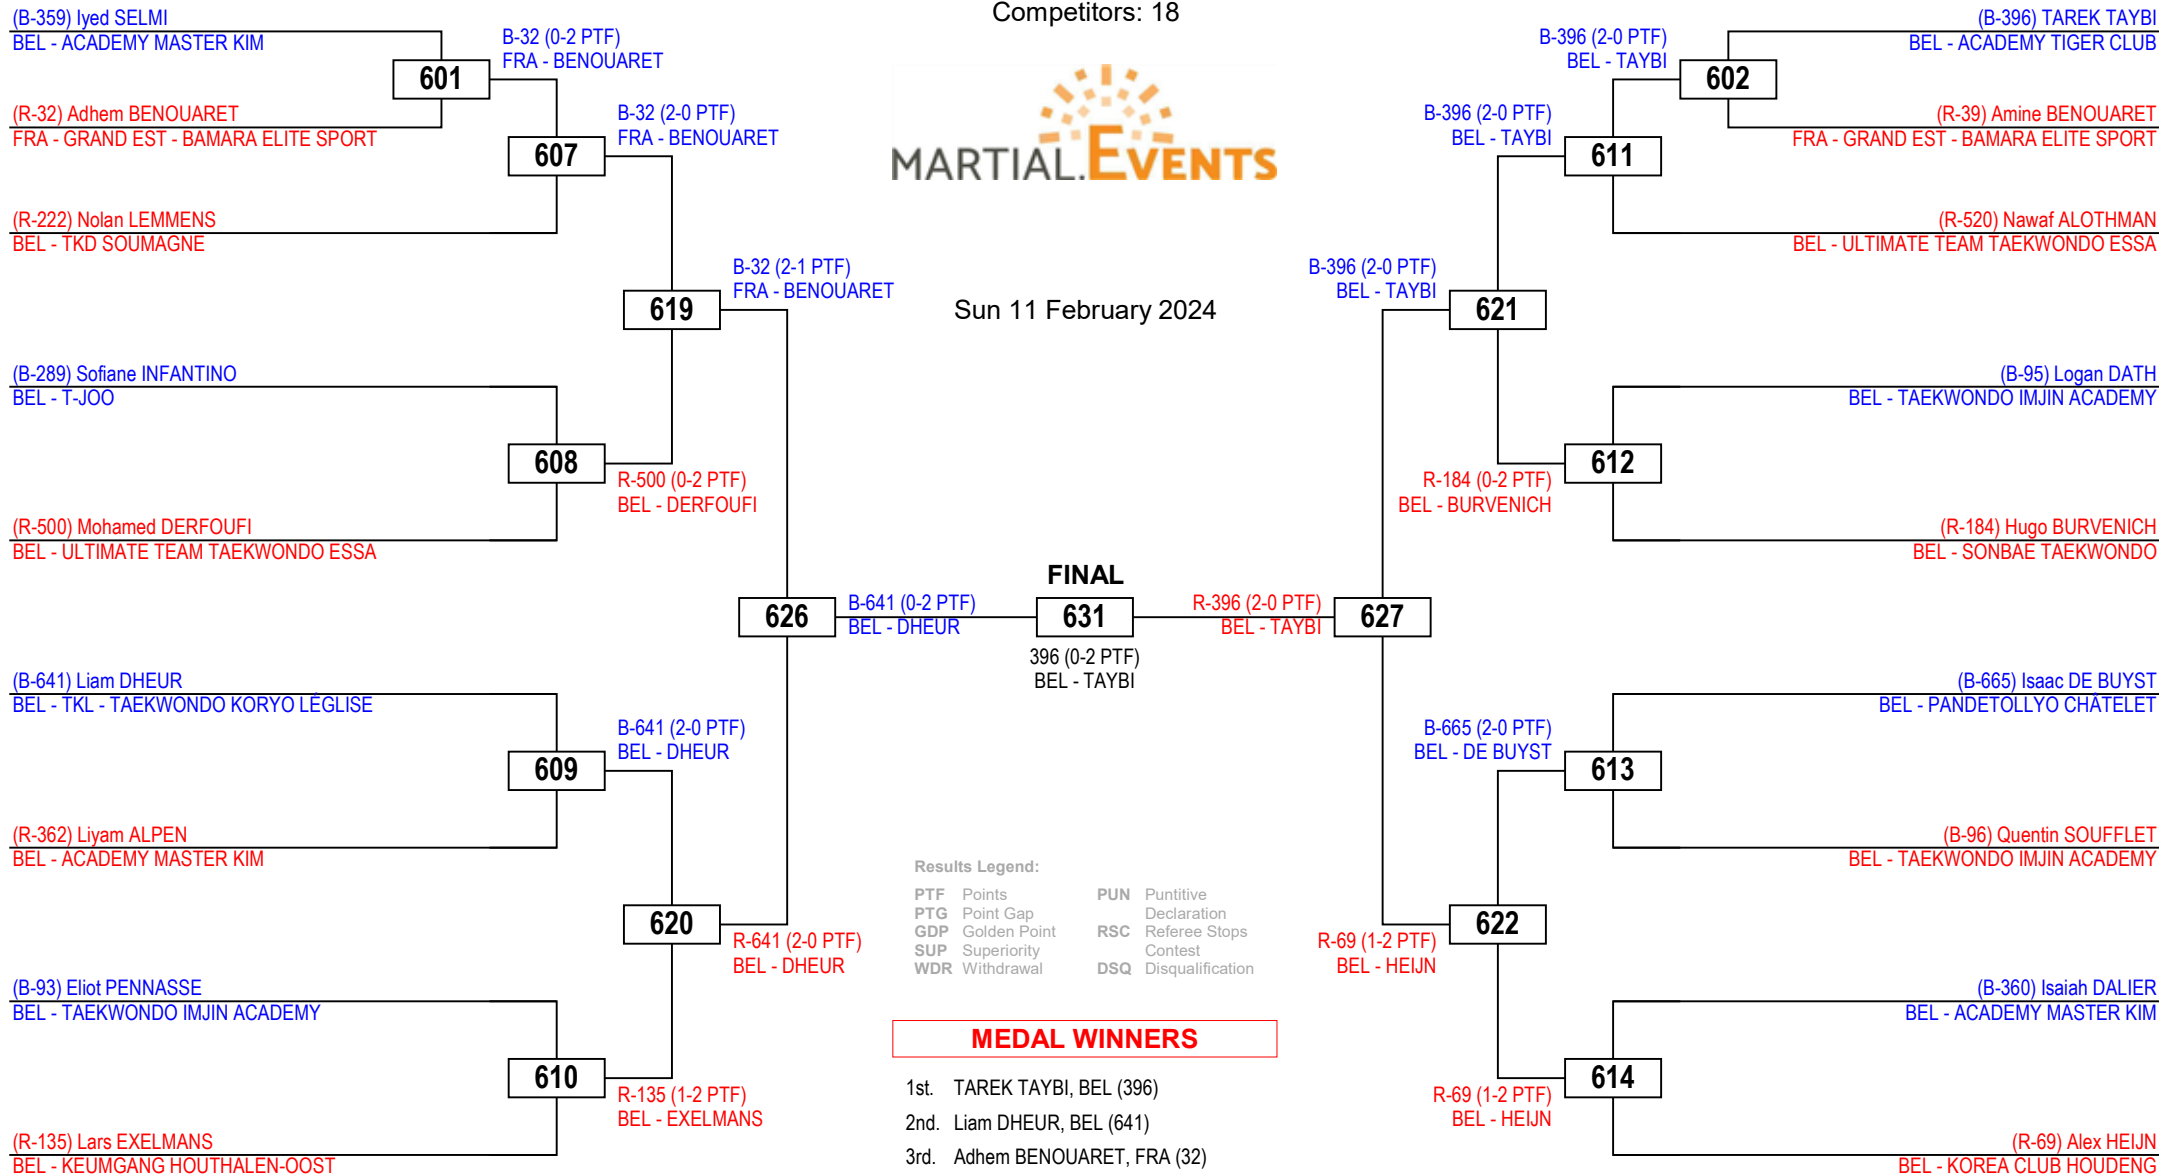 Competitors: 18
MARTIAL.EVENTS
Sun 11 February 2024
(B-359) Iyed SELMI
BEL - ACADEMY MASTER KIM
(R-32) Adhem BENOUARET
FRA - GRAND EST - BAMARA ELITE SPORT
(R-222) Nolan LEMMENS
BEL - TKD SOUMAGNE
(B-289) Sofiane INFANTINO
BEL - T-JOO
(R-500) Mohamed DERFOUFI
BEL - ULTIMATE TEAM TAEKWONDO ESSA
(B-641) Liam DHEUR
BEL - TKL - TAEKWONDO KORYO LÉGLISE
(R-362) Liyam ALPEN
BEL - ACADEMY MASTER KIM
(B-93) Eliot PENNASSE
BEL - TAEKWONDO IMJIN ACADEMY
(R-135) Lars EXELMANS
BEL - KEUMGANG HOUTHALEN-OOST
601
B-32 (0-2 PTF)
FRA - BENOUARET
607
B-32 (2-0 PTF)
FRA - BENOUARET
608
R-500 (0-2 PTF)
BEL - DERFOUFI
609
B-641 (2-0 PTF)
BEL - DHEUR
610
R-135 (1-2 PTF)
BEL - EXELMANS
619
B-32 (2-1 PTF)
FRA - BENOUARET
620
R-641 (2-0 PTF)
BEL - DHEUR
626
B-641 (0-2 PTF)
BEL - DHEUR
FINAL
631
396 (0-2 PTF)
BEL - TAYBI
R-396 (2-0 PTF)
BEL - TAYBI
627
B-396 (2-0 PTF)
BEL - TAYBI
621
R-69 (1-2 PTF)
BEL - HEIJN
622
B-396 (2-0 PTF)
BEL - TAYBI
611
R-184 (0-2 PTF)
BEL - BURVENICH
612
B-665 (2-0 PTF)
BEL - DE BUYST
613
R-69 (1-2 PTF)
BEL - HEIJN
614
B-396 (2-0 PTF)
BEL - TAYBI
602
(B-396) TAREK TAYBI
BEL - ACADEMY TIGER CLUB
(R-39) Amine BENOUARET
FRA - GRAND EST - BAMARA ELITE SPORT
(R-520) Nawaf ALOTHMAN
BEL - ULTIMATE TEAM TAEKWONDO ESSA
(B-95) Logan DATH
BEL - TAEKWONDO IMJIN ACADEMY
(R-184) Hugo BURVENICH
BEL - SONBAE TAEKWONDO
(B-665) Isaac DE BUYST
BEL - PANDETOLLYO CHÂTELET
(B-96) Quentin SOUFFLET
BEL - TAEKWONDO IMJIN ACADEMY
(B-360) Isaiah DALIER
BEL - ACADEMY MASTER KIM
(R-69) Alex HEIJN
BEL - KOREA CLUB HOUDENG
Results Legend:
PTF Points
PTG Point Gap
GDP Golden Point
SUP Superiority
WDR Withdrawal
PUN Puntitive
Declaration
RSC Referee Stops
Contest
DSQ Disqualification
MEDAL WINNERS
1st. TAREK TAYBI, BEL (396)
2nd. Liam DHEUR, BEL (641)
3rd. Adhem BENOUARET, FRA (32)